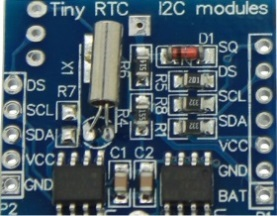 Tiny RTC I2C modules
D1
SQ
DS
DS
X1
R6
R5
SCL
SCL
R7
R8
SDA
SDA
R4
R1
VCC
VCC
C1 C2
GND
GND
P2
BAT